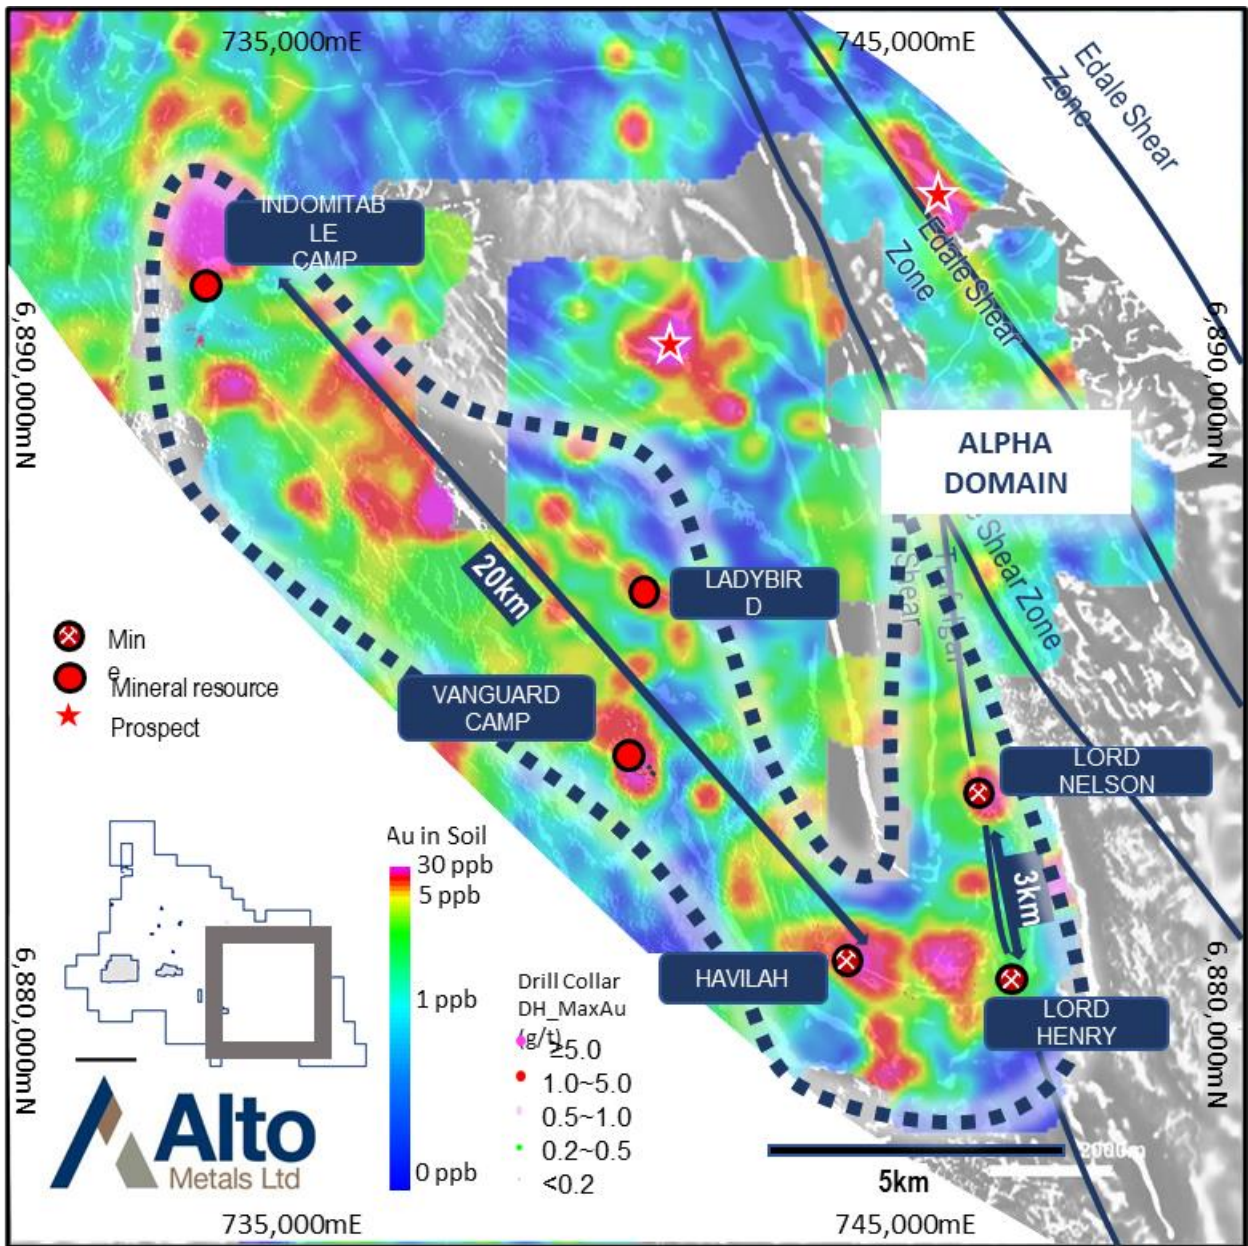 735,000mE
745,000mE
Edale Shear
Zone
INDOMITAB
LE
CAMP
Edale Shear
Zone
6,890,000mN
6,890,000mN
ALPHA
DOMAIN
Shear Zone
Shear
20km
LADYBIR
D
Min
e
Mineral resource
Prospect
VANGUARD
CAMP
LORD
NELSON
3km
Au in Soil
30 ppb
5 ppb
1 ppb
0 ppb
HAVILAH
LORD
HENRY
6,880,000mN
6,880,000mN
Drill Collar
DH_MaxAu
(g/t)
≥5.0
1.0~5.0
0.5~1.0
0.2~0.5
<0.2
Alto
Metals Ltd
2000m
5km
735,000mE
745,000mE